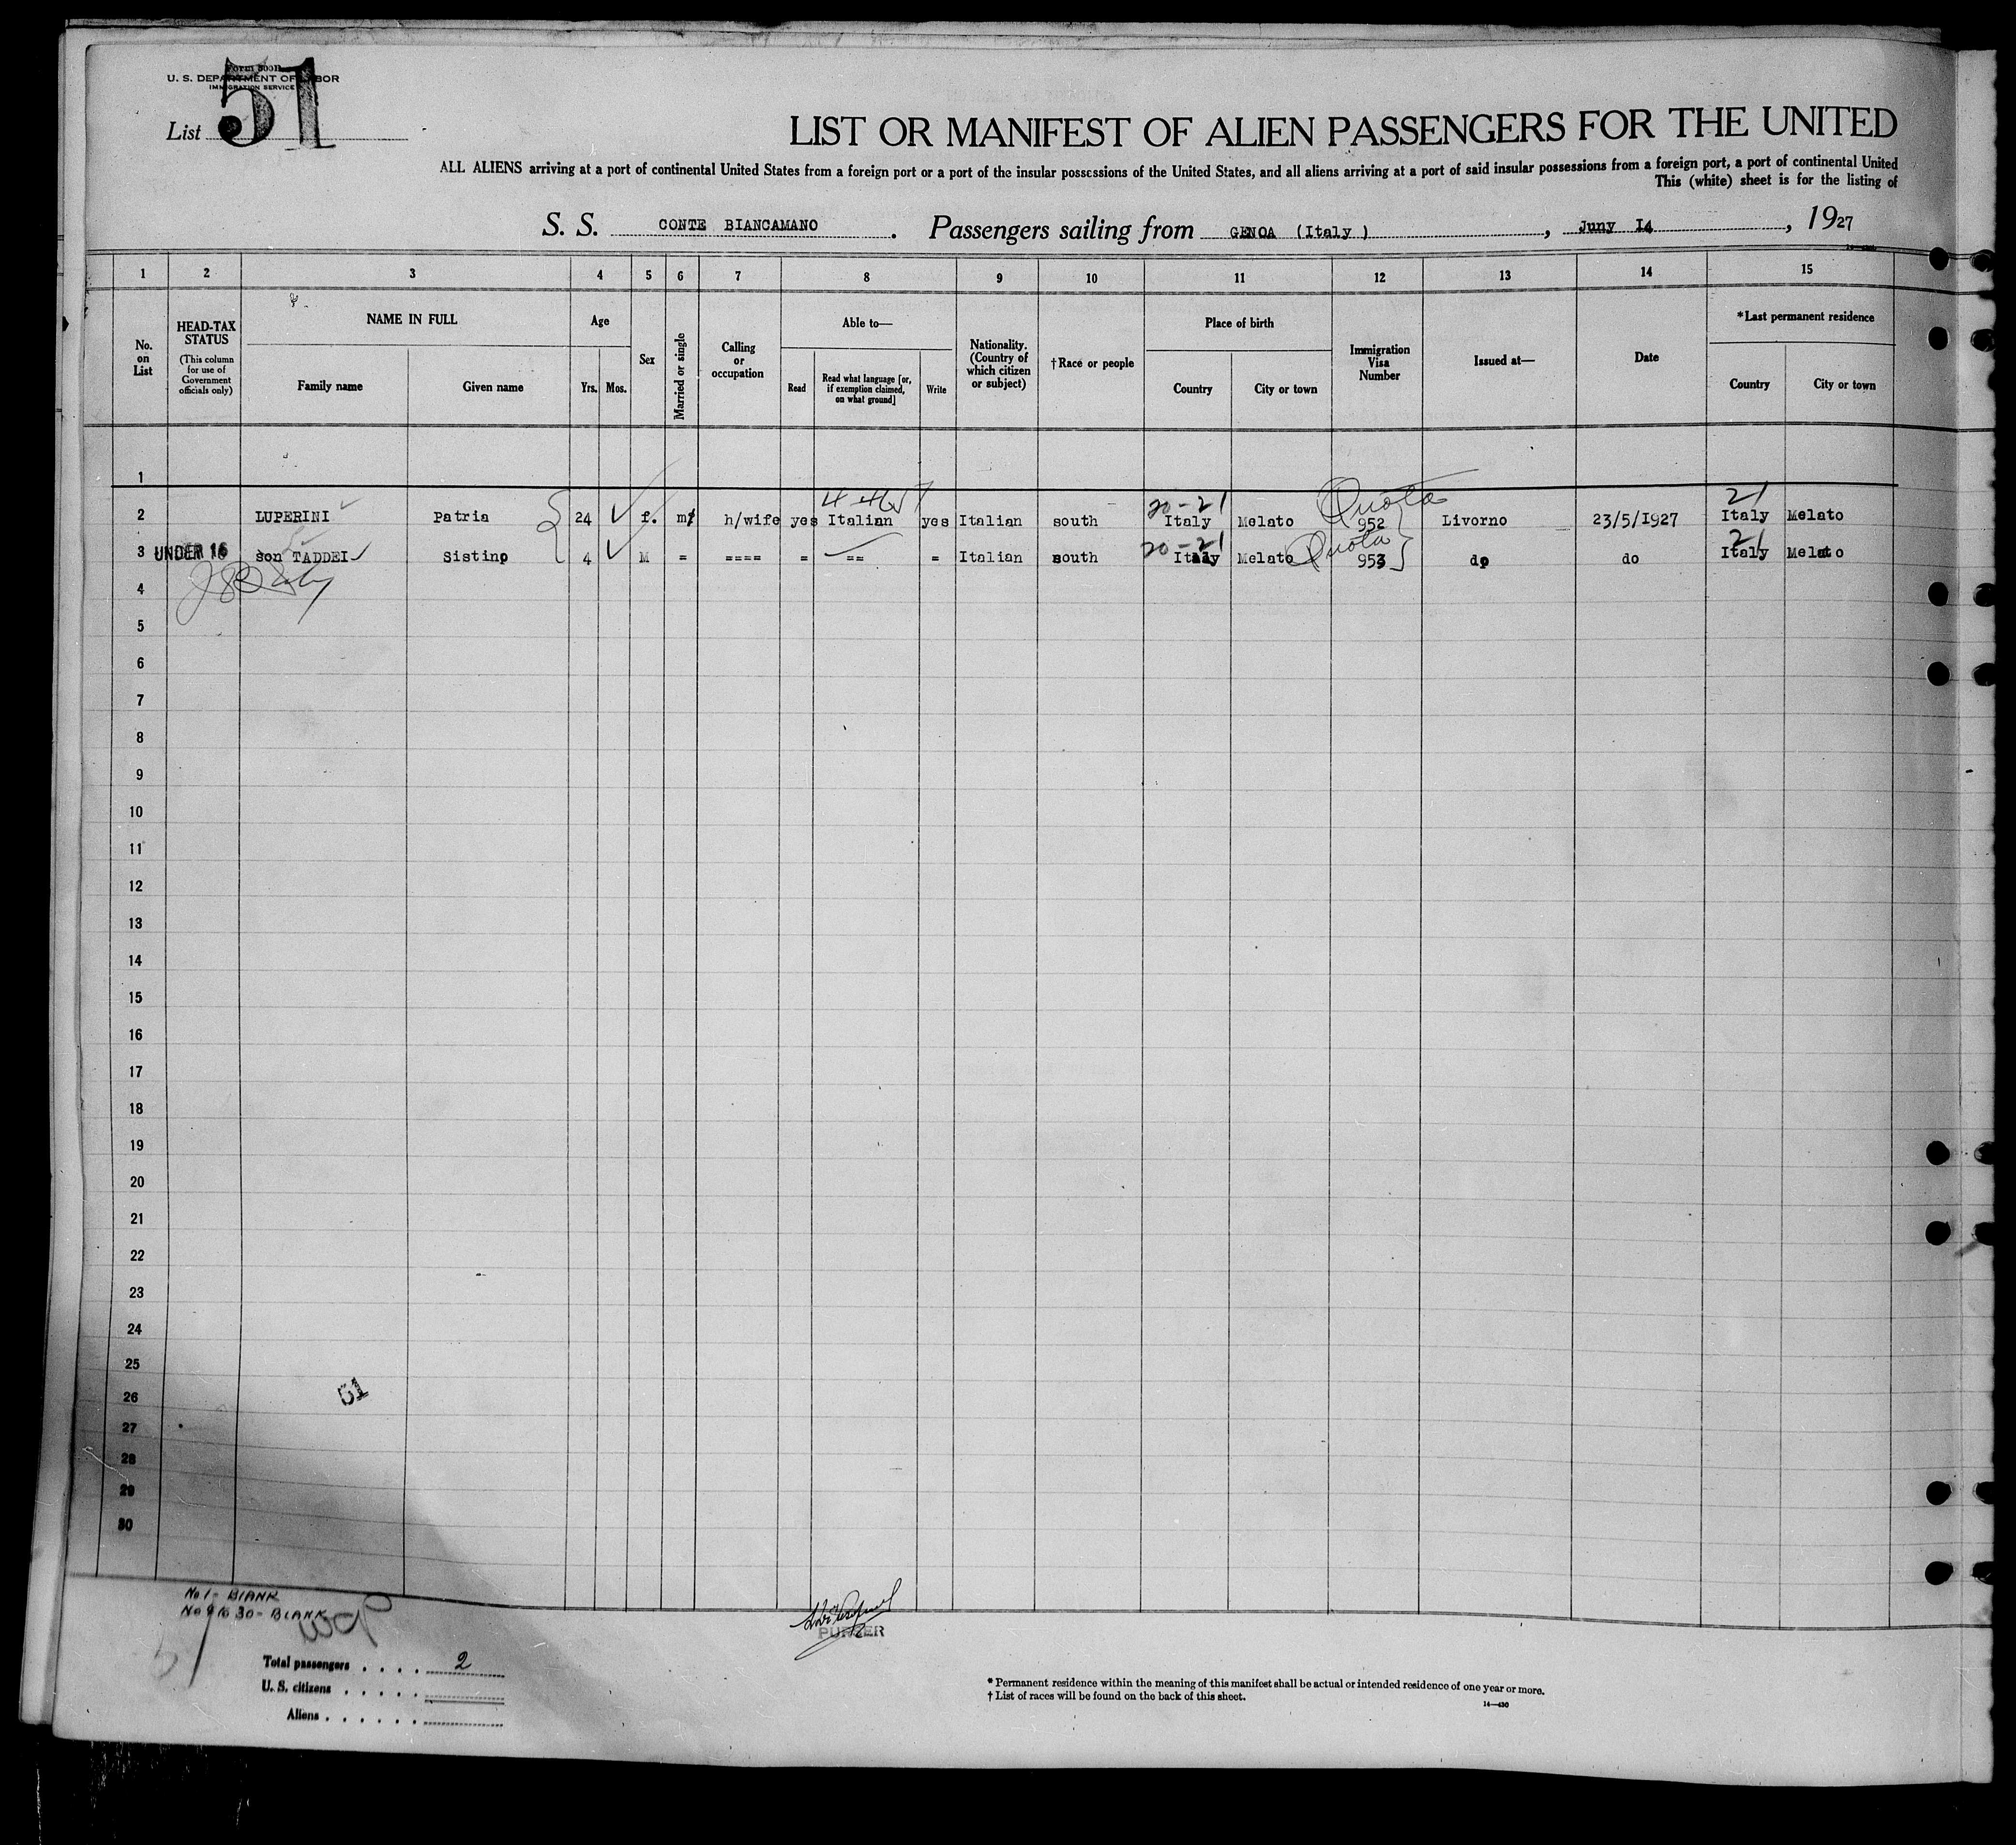 Form 500
U. S. DEPARTMENT OF LABOR
IMMIGRATION SERVICE
List 51
LIST OR MANIFEST OF ALIEN PASSENGERS FOR THE UNITED
ALL ALIENS arriving at a port of continental United States from a foreign port or a port of the insular possessions of the United States, and all aliens arriving at a port of said insular possessions from a foreign port, a port of continental United
This (white) sheet is for the listing of
S. S. CONTE BIANCAMANO . Passengers sailing from GENOA (Italy ) , Juny I4 , 1927
1 2 3 4 5 6 7 8 9 10 11 12 13 14 15
No. on List
HEAD-TAX STATUS (This column for use of Government officials only)
NAME IN FULL
Family name Given name
Age
Yrs. Mos.
Sex
Married or single
Calling or occupation
Able to—
Read Read what language [or, if exemption claimed, on what ground] Write
Nationality. (Country of which citizen or subject)
†Race or people
Place of birth
Country City or town
Immigration Visa Number
Issued at—
Date
*Last permanent residence
Country City or town
1
20-21 Quota 21
2 LUPERINI Patria 24 f. m h/wife yes Italian yes Italian south Italy Melato 952 Livorno 23/5/1927 Italy Melato
20-21 Quota 21
3 UNDER 16 son TADDEI Sistino 4 M = ==== = == = Italian south Italy Melato 953 do do Italy Melato
4
5
6
7
8
9
10
11
12
13
14
15
16
17
18
19
20
21
22
23
24
25
26
51
27
28
29
30
No 1 - BLANK
No 4 to 30 - BLANK
PURSER
Total passengers . . . . 2
U. S. citizens . . . . .
Aliens . . . . . .
* Permanent residence within the meaning of this manifest shall be actual or intended residence of one year or more.
† List of races will be found on the back of this sheet.
14—430